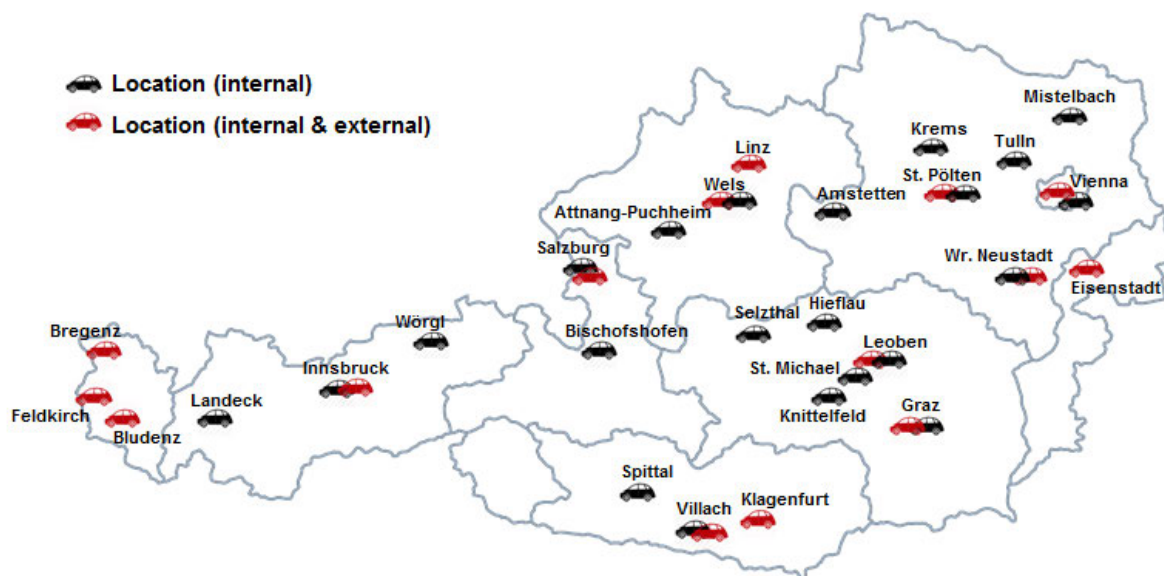 Location (internal)
Location (internal & external)
Mistelbach
Krems
Tulln
Linz
St. Pölten
Vienna
Wels
Amstetten
Attnang-Puchheim
Salzburg
Wr. Neustadt
Eisenstadt
Hieflau
Selzthal
Wörgl
Bregenz
Bischofshofen
Leoben
Innsbruck
St. Michael
Landeck
Feldkirch
Knittelfeld
Graz
Bludenz
Spittal
Villach
Klagenfurt